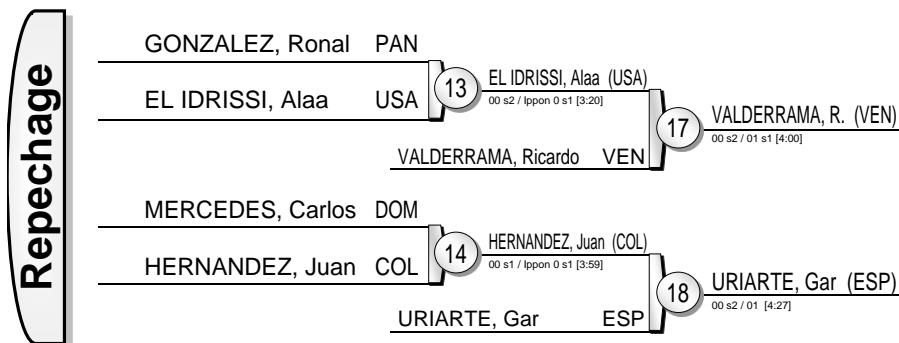 Repechage
GONZALEZ, Ronal PAN
EL IDRISSI, Alaa USA
13
EL IDRISSI, Alaa (USA)
00 s2 / Ippon 0 s1 [3:20]
VALDERRAMA, Ricardo VEN
17
VALDERRAMA, R. (VEN)
00 s2 / 01 s1 [4:00]
MERCEDES, Carlos DOM
HERNANDEZ, Juan COL
14
HERNANDEZ, Juan (COL)
00 s1 / Ippon 0 s1 [3:59]
URIARTE, Gar ESP
18
URIARTE, Gar (ESP)
00 s2 / 01 [4:27]